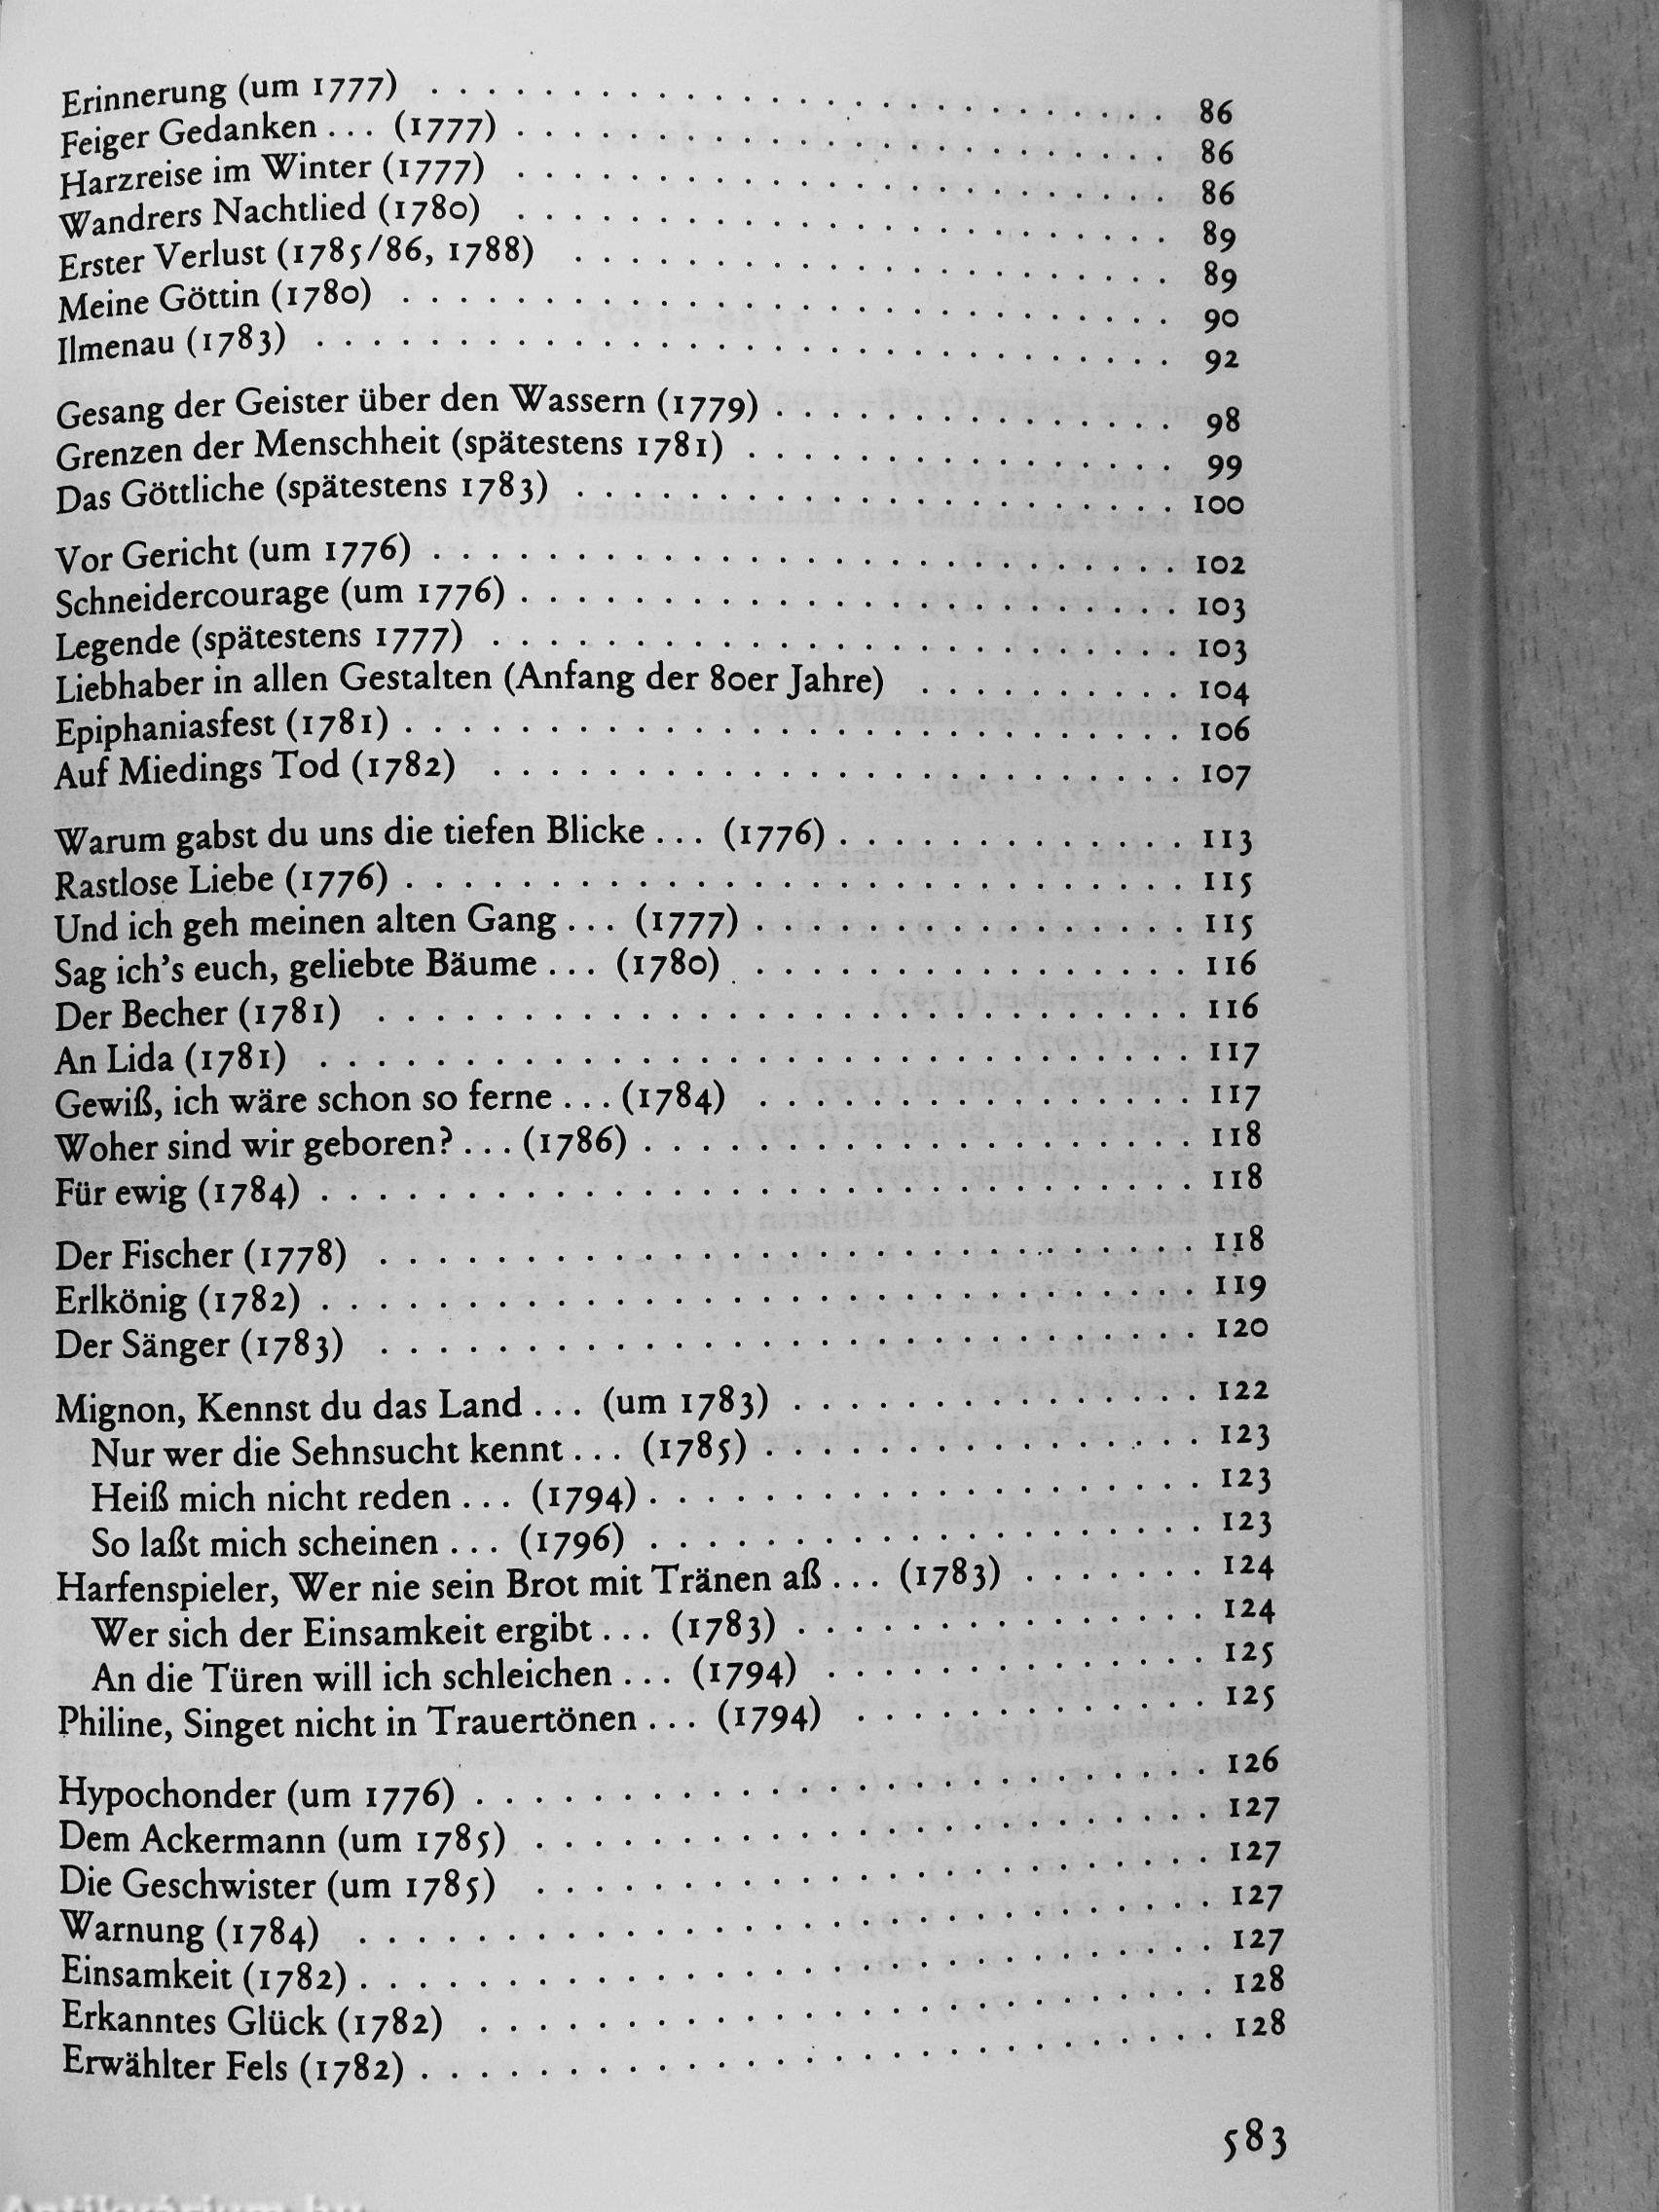 Erinnerung (um 1777) . . . . . . . . . . . . . . . . . . . . . . . . . . 86
Feiger Gedanken . . . (1777) . . . . . . . . . . . . . . . . . . . . . . . 86
Harzreise im Winter (1777) . . . . . . . . . . . . . . . . . . . . . . . 86
Wandrers Nachtlied (1780) . . . . . . . . . . . . . . . . . . . . . . . 89
Erster Verlust (1785/86, 1788) . . . . . . . . . . . . . . . . . . . . . 89
Meine Göttin (1780) . . . . . . . . . . . . . . . . . . . . . . . . . . . 90
Ilmenau (1783) . . . . . . . . . . . . . . . . . . . . . . . . . . . . . . 92
Gesang der Geister über den Wassern (1779) . . . . . . . . . . . . . . 98
Grenzen der Menschheit (spätestens 1781) . . . . . . . . . . . . . . . 99
Das Göttliche (spätestens 1783) . . . . . . . . . . . . . . . . . . . . . 100
Vor Gericht (um 1776) . . . . . . . . . . . . . . . . . . . . . . . . . . 102
Schneidercourage (um 1776) . . . . . . . . . . . . . . . . . . . . . . . 103
Legende (spätestens 1777) . . . . . . . . . . . . . . . . . . . . . . . . 103
Liebhaber in allen Gestalten (Anfang der 80er Jahre) . . . . . . . . . 104
Epiphaniasfest (1781) . . . . . . . . . . . . . . . . . . . . . . . . . . . 106
Auf Miedings Tod (1782) . . . . . . . . . . . . . . . . . . . . . . . . 107
Warum gabst du uns die tiefen Blicke . . . (1776) . . . . . . . . . . . . 113
Rastlose Liebe (1776) . . . . . . . . . . . . . . . . . . . . . . . . . . . 115
Und ich geh meinen alten Gang . . . (1777) . . . . . . . . . . . . . . . 115
Sag ich's euch, geliebte Bäume . . . (1780) . . . . . . . . . . . . . . . 116
Der Becher (1781) . . . . . . . . . . . . . . . . . . . . . . . . . . . . 116
An Lida (1781) . . . . . . . . . . . . . . . . . . . . . . . . . . . . . . 117
Gewiß, ich wäre schon so ferne . . . (1784) . . . . . . . . . . . . . . . 117
Woher sind wir geboren? . . . (1786) . . . . . . . . . . . . . . . . . . . 118
Für ewig (1784) . . . . . . . . . . . . . . . . . . . . . . . . . . . . . . 118
Der Fischer (1778) . . . . . . . . . . . . . . . . . . . . . . . . . . . . 118
Erlkönig (1782) . . . . . . . . . . . . . . . . . . . . . . . . . . . . . . 119
Der Sänger (1783) . . . . . . . . . . . . . . . . . . . . . . . . . . . . 120
Mignon, Kennst du das Land . . . (um 1783) . . . . . . . . . . . . . . 122
Nur wer die Sehnsucht kennt . . . (1785) . . . . . . . . . . . . . . . 123
Heiß mich nicht reden . . . (1794) . . . . . . . . . . . . . . . . . . . 123
So laßt mich scheinen . . . (1796) . . . . . . . . . . . . . . . . . . . 123
Harfenspieler, Wer nie sein Brot mit Tränen aß . . . (1783) . . . . . . . 124
Wer sich der Einsamkeit ergibt . . . (1783) . . . . . . . . . . . . . . 124
An die Türen will ich schleichen . . . (1794) . . . . . . . . . . . . . 125
Philine, Singet nicht in Trauertönen . . . (1794) . . . . . . . . . . . . 125
Hypochonder (um 1776) . . . . . . . . . . . . . . . . . . . . . . . . . 126
Dem Ackermann (um 1785) . . . . . . . . . . . . . . . . . . . . . . . 127
Die Geschwister (um 1785) . . . . . . . . . . . . . . . . . . . . . . . 127
Warnung (1784) . . . . . . . . . . . . . . . . . . . . . . . . . . . . . 127
Einsamkeit (1782) . . . . . . . . . . . . . . . . . . . . . . . . . . . . . 127
Erkanntes Glück (1782) . . . . . . . . . . . . . . . . . . . . . . . . . 128
Erwählter Fels (1782) . . . . . . . . . . . . . . . . . . . . . . . . . . . 128
583